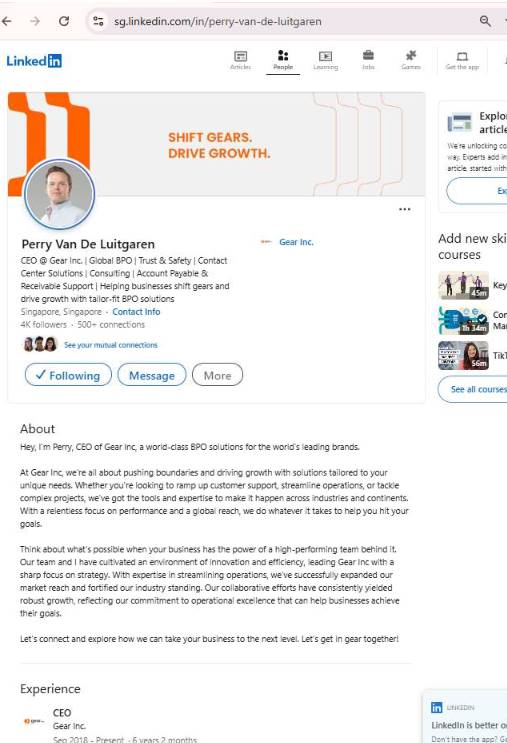 sg.linkedin.com/in/perry-van-de-luitgaren
Linked in
Articles
People
Learning
Jobs
Games
Get the app
SHIFT GEARS.
DRIVE GROWTH.
Perry Van De Luitgaren
Gear Inc.
CEO @ Gear Inc. | Global BPO | Trust & Safety | Contact
Center Solutions | Consulting | Account Payable &
Receivable Support | Helping businesses shift gears and
drive growth with tailor-fit BPO solutions
Singapore, Singapore · Contact Info
4K followers · 500+ connections
See your mutual connections
Following
Message
More
About
Hey, I'm Perry, CEO of Gear Inc, a world-class BPO solutions for the world's leading brands.
At Gear Inc, we're all about pushing boundaries and driving growth with solutions tailored to your
unique needs. Whether you're looking to ramp up customer support, streamline operations, or tackle
complex projects, we've got the tools and expertise to make it happen across industries and continents.
With a relentless focus on performance and a global reach, we do whatever it takes to help you hit your
goals.
Think about what's possible when your business has the power of a high-performing team behind it.
Our team and I have cultivated an environment of innovation and efficiency, leading Gear Inc with a
sharp focus on strategy. With expertise in streamlining operations, we've successfully expanded our
market reach and fortified our industry standing. Our collaborative efforts have consistently yielded
robust growth, reflecting our commitment to operational excellence that can help businesses achieve
their goals.
Let's connect and explore how we can take your business to the next level. Let's get in gear together!
Experience
CEO
Gear Inc.
Sep 2018 - Present · 6 years 2 months
We're unlocking
way. Experts add
article, started with
Add new
courses
45m
Key
1h 34m
56m
See all courses
LINKEDIN
LinkedIn is better
Don't have the app?